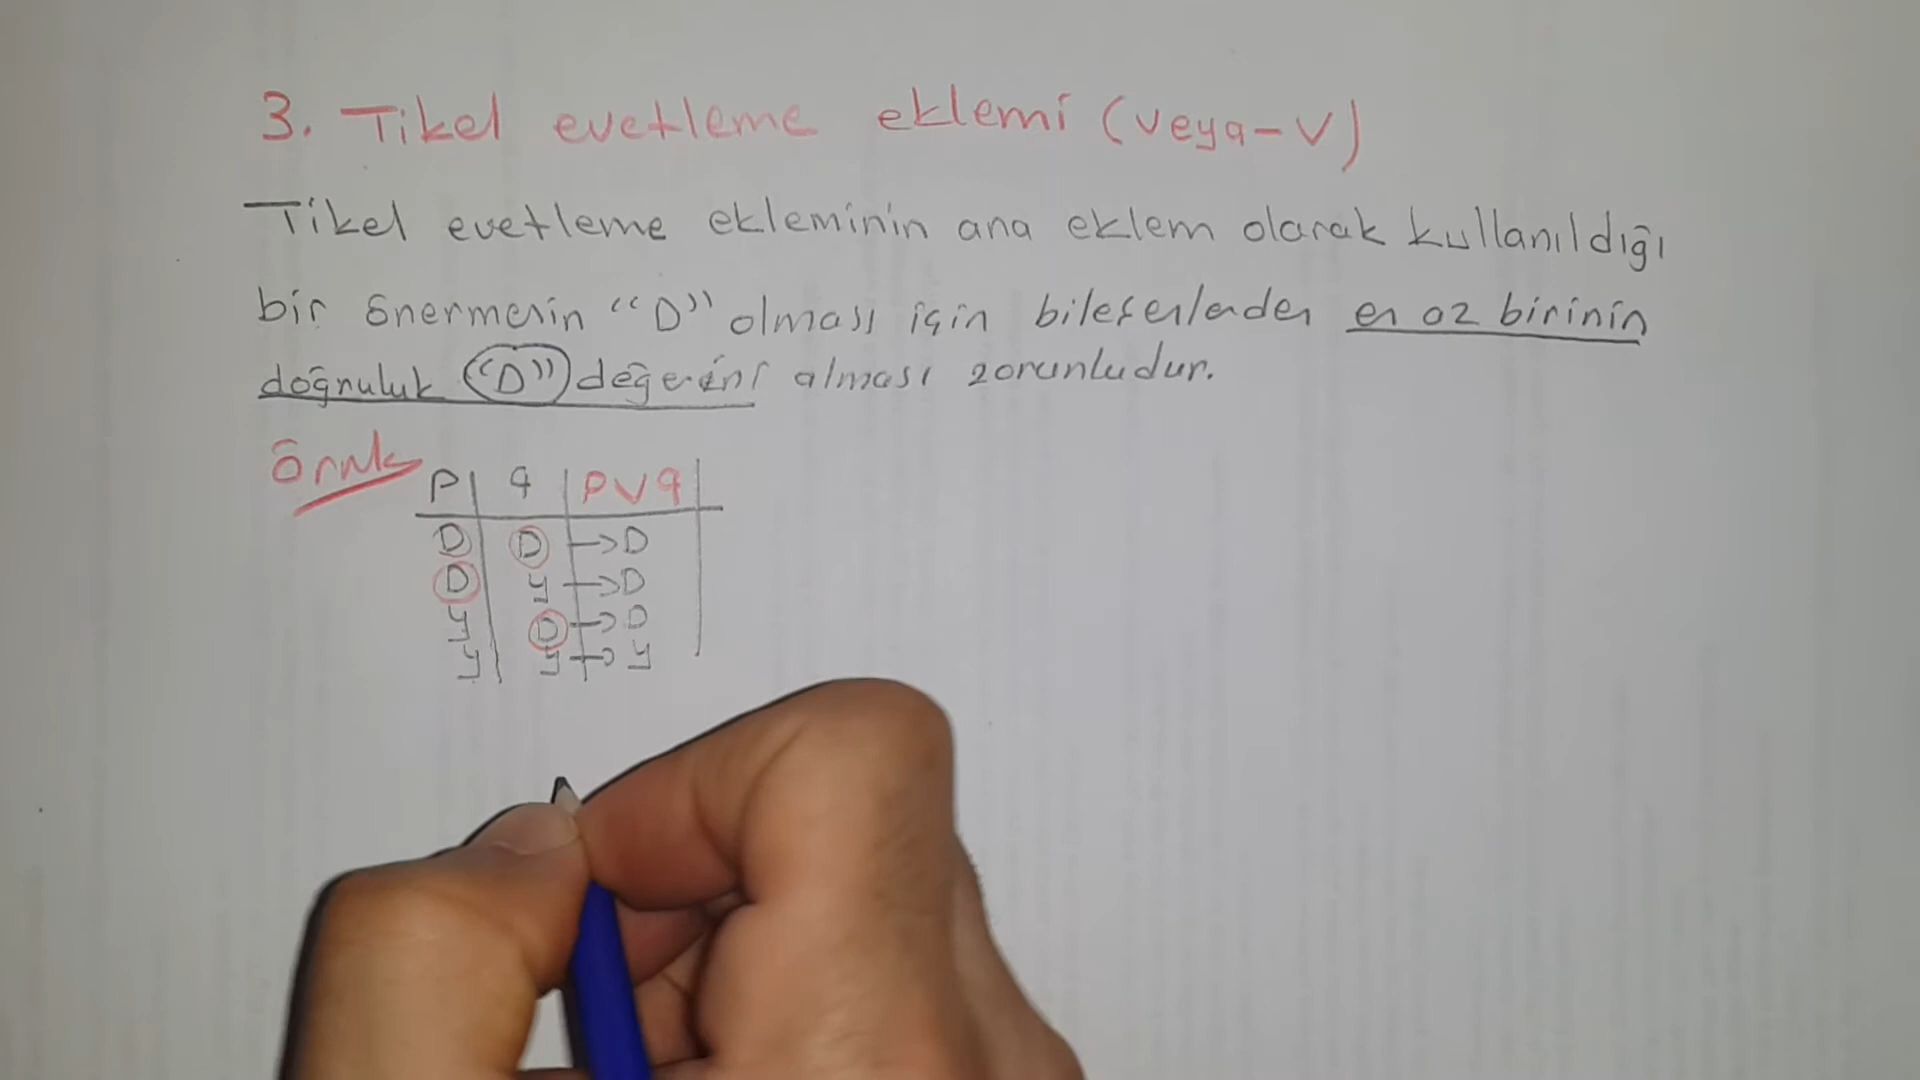 3. Tikel evetleme eklemi (veya-V)
Tikel evetleme ekleminin ana eklem olarak kullanıldığı
bir önermenin "D" olması için bileşenlerden en az birinin
doğruluk "D" değerini alması zorunludur.
Örnek
P q PVq
D D →D
D y →D
y D →D
y y → y